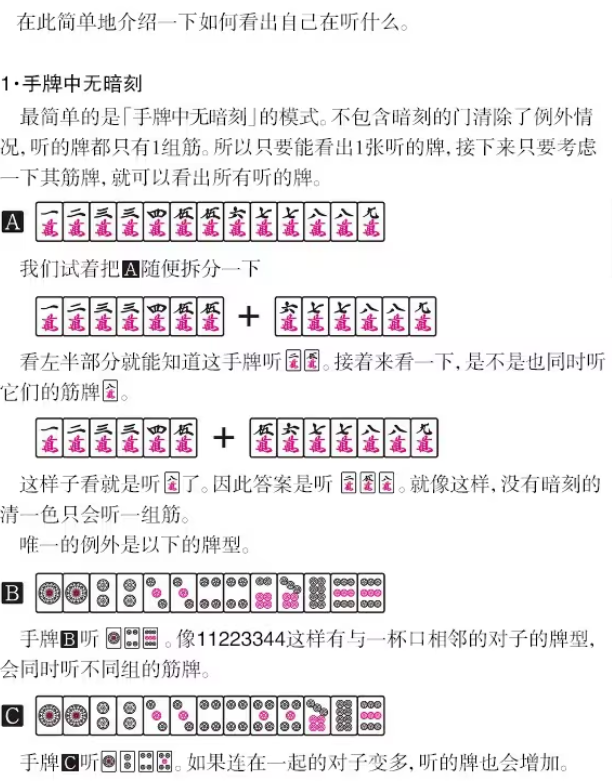 在此简单地介绍一下如何看出自己在听什么。
1·手牌中无暗刻
最简单的是「手牌中无暗刻」的模式。不包含暗刻的门清除了例外情
况,听的牌都只有1组筋。所以只要能看出1张听的牌,接下来只要考虑
一下其筋牌,就可以看出所有听的牌。
A 一萬 二萬 三萬 三萬 四萬 伍萬 伍萬 六萬 七萬 七萬 八萬 八萬 九萬
我们试着把A随便拆分一下
一萬 二萬 三萬 三萬 四萬 伍萬 伍萬 + 六萬 七萬 七萬 八萬 八萬 九萬
看左半部分就能知道这手牌听二萬伍萬。接着来看一下,是不是也同时听
它们的筋牌八萬。
一萬 二萬 三萬 三萬 四萬 伍萬 + 伍萬 六萬 七萬 七萬 八萬 八萬 九萬
这样子看就是听八萬了。因此答案是听 二萬伍萬八萬。就像这样,没有暗刻的
清一色只会听一组筋。
唯一的例外是以下的牌型。
B
手牌B听 。像11223344这样有与一杯口相邻的对子的牌型,
会同时听不同组的筋牌。
C
手牌C听 。如果连在一起的对子变多,听的牌也会增加。